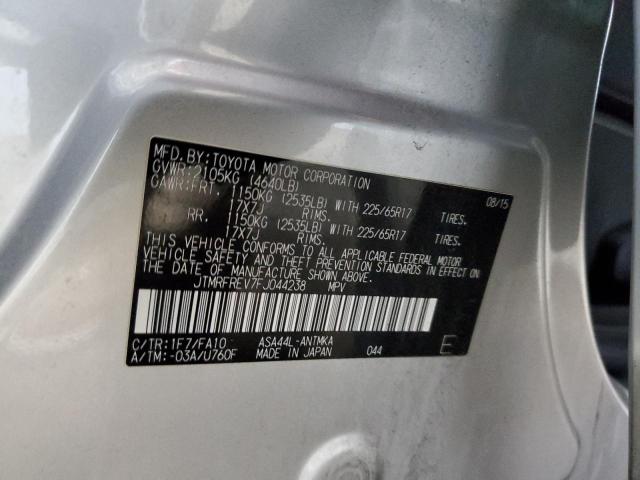 MFD.BY:TOYOTA MOTOR CORPORATION 08/15
GVWR:2105KG (4640LB)
GAWR:FRT. 1150KG (2535LB) WITH 225/65R17 TIRES,
17X7J RIMS.
RR. 1150KG (2535LB) WITH 225/65R17 TIRES,
17X7J RIMS.
THIS VEHICLE CONFORMS TO ALL APPLICABLE FEDERAL MOTOR
VEHICLE SAFETY AND THEFT PREVENTION STANDARDS IN EFFECT ON
THE DATE OF MANUFACTURE SHOWN ABOVE.
JTMRFREV7FJ044238 MPV
C/TR:1F7/FA10 ASA44L-ANTMKA
A/TM:-03A/U760F MADE IN JAPAN 044 E